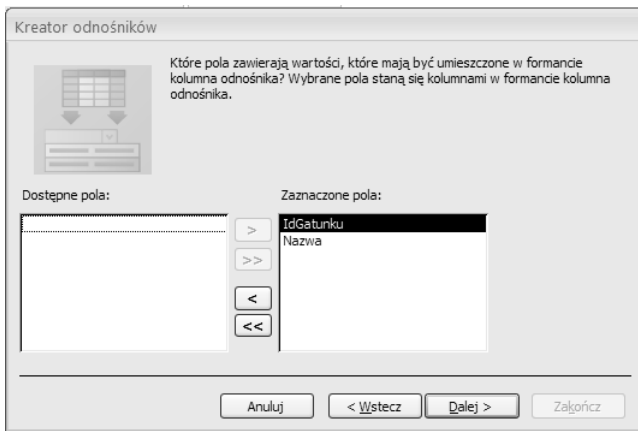 Kreator odnośników
Które pola zawierają wartości, które mają być umieszczone w formancie
kolumna odnośnika? Wybrane pola staną się kolumnami w formancie kolumna
odnośnika.
Dostępne pola:
Zaznaczone pola:
>
>>
<
<<
IdGatunku
Nazwa
Anuluj
< Wstecz
Dalej >
Zakończ